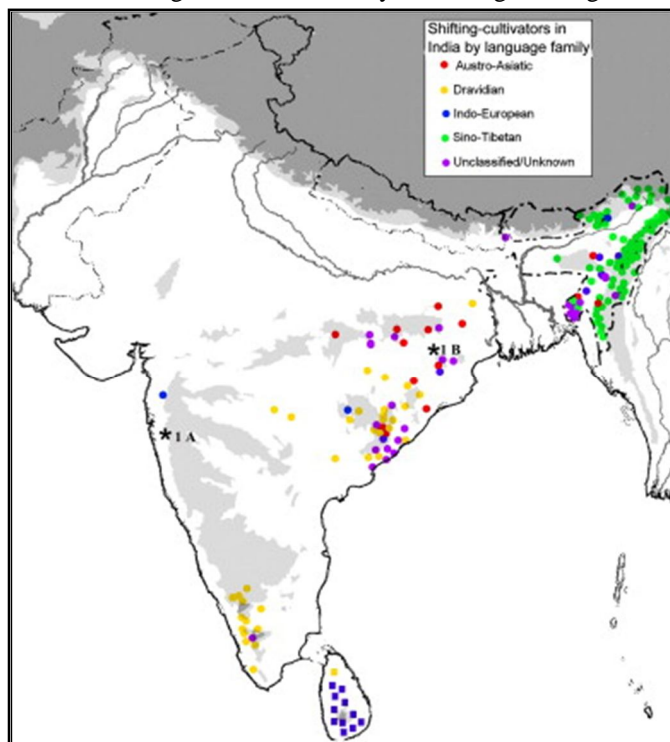 Shifting-cultivators in
India by language family
Austro-Asiatic
Dravidian
Indo-European
Sino-Tibetan
Unclassified/Unknown
*1 B
*1 A